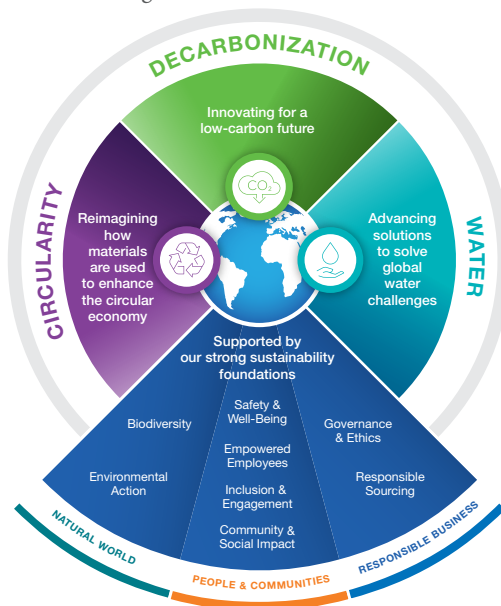 DECARBONIZATION
Innovating for a
low-carbon future
CO₂
CIRCULARITY
Reimagining
how
materials
are used
to enhance
the circular
economy
WATER
Advancing
solutions
to solve
global
water
challenges
Supported by
our strong sustainability
foundations
Biodiversity
Environmental
Action
Safety &
Well-Being
Empowered
Employees
Inclusion &
Engagement
Community &
Social Impact
Governance
& Ethics
Responsible
Sourcing
NATURAL WORLD
PEOPLE & COMMUNITIES
RESPONSIBLE BUSINESS